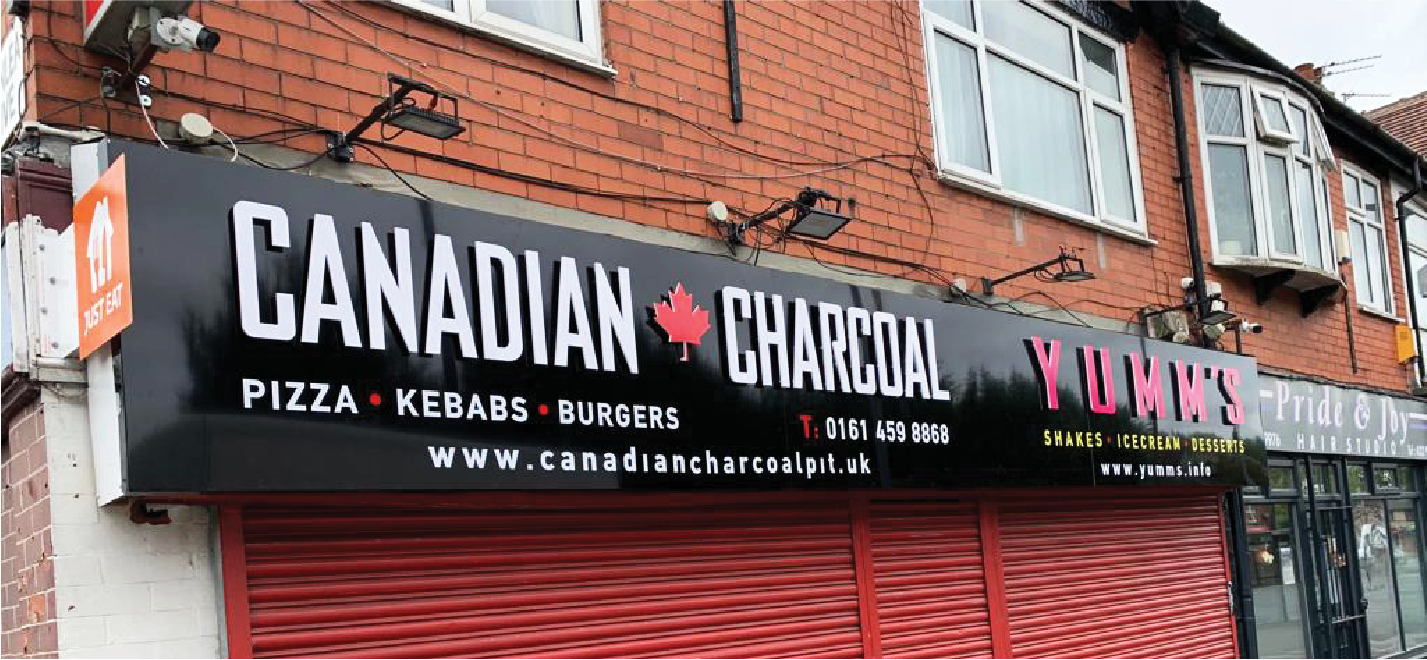 JUST EAT
CANADIAN CHARCOAL
PIZZA • KEBABS • BURGERS
T: 0161 459 8868
www.canadiancharcoalpit.uk
YUMM'S
SHAKES · ICECREAM · DESSERTS
www.yumms.info
Pride & Joy
HAIR STUDIO